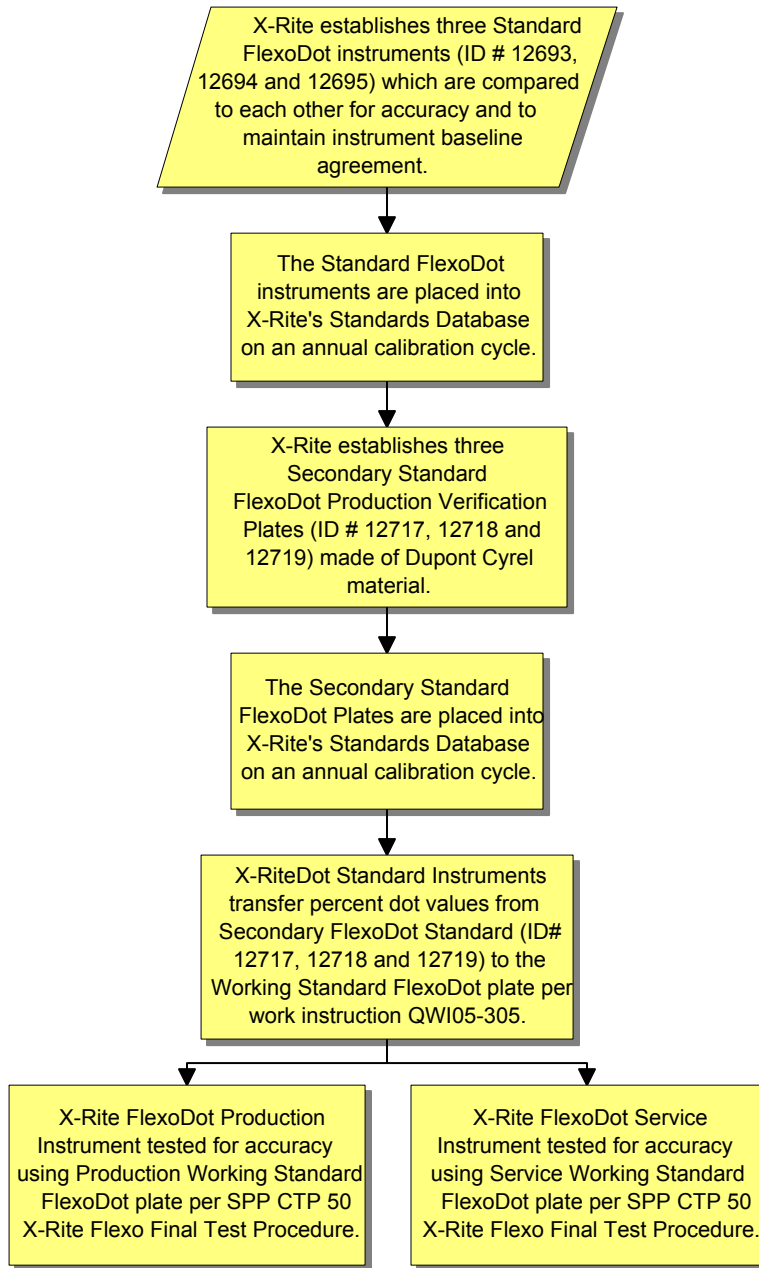 X-Rite establishes three Standard
FlexoDot instruments (ID # 12693,
12694 and 12695) which are compared
to each other for accuracy and to
maintain instrument baseline
agreement.
The Standard FlexoDot
instruments are placed into
X-Rite's Standards Database
on an annual calibration cycle.
X-Rite establishes three
Secondary Standard
FlexoDot Production Verification
Plates (ID # 12717, 12718 and
12719) made of Dupont Cyrel
material.
The Secondary Standard
FlexoDot Plates are placed into
X-Rite's Standards Database
on an annual calibration cycle.
X-RiteDot Standard Instruments
transfer percent dot values from
Secondary FlexoDot Standard (ID#
12717, 12718 and 12719) to the
Working Standard FlexoDot plate per
work instruction QWI05-305.
X-Rite FlexoDot Production
Instrument tested for accuracy
using Production Working Standard
FlexoDot plate per SPP CTP 50
X-Rite Flexo Final Test Procedure.
X-Rite FlexoDot Service
Instrument tested for accuracy
using Service Working Standard
FlexoDot plate per SPP CTP 50
X-Rite Flexo Final Test Procedure.